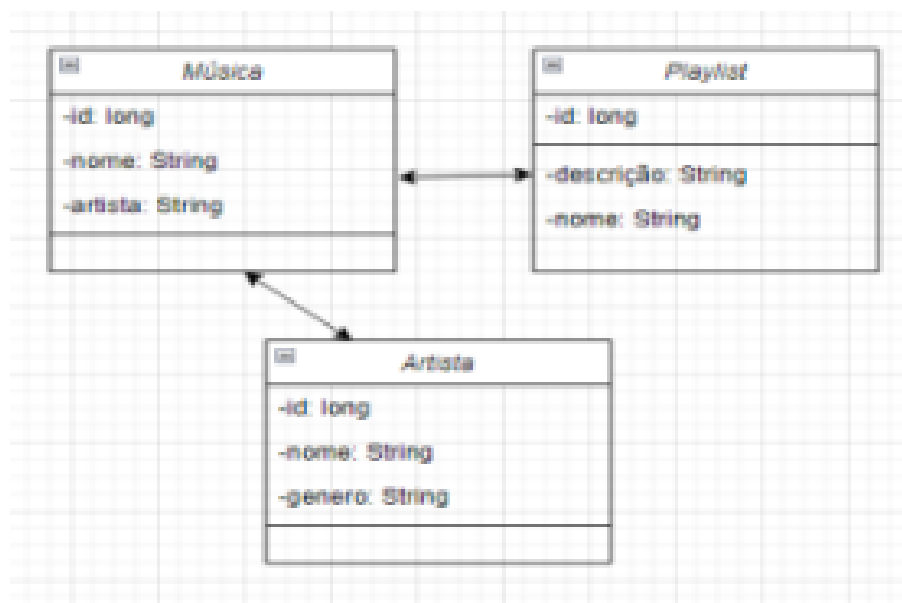 Música
-id: long
-nome: String
-artista: String
Playlist
-id: long
-descrição: String
-nome: String
Artista
-id: long
-nome: String
-genero: String